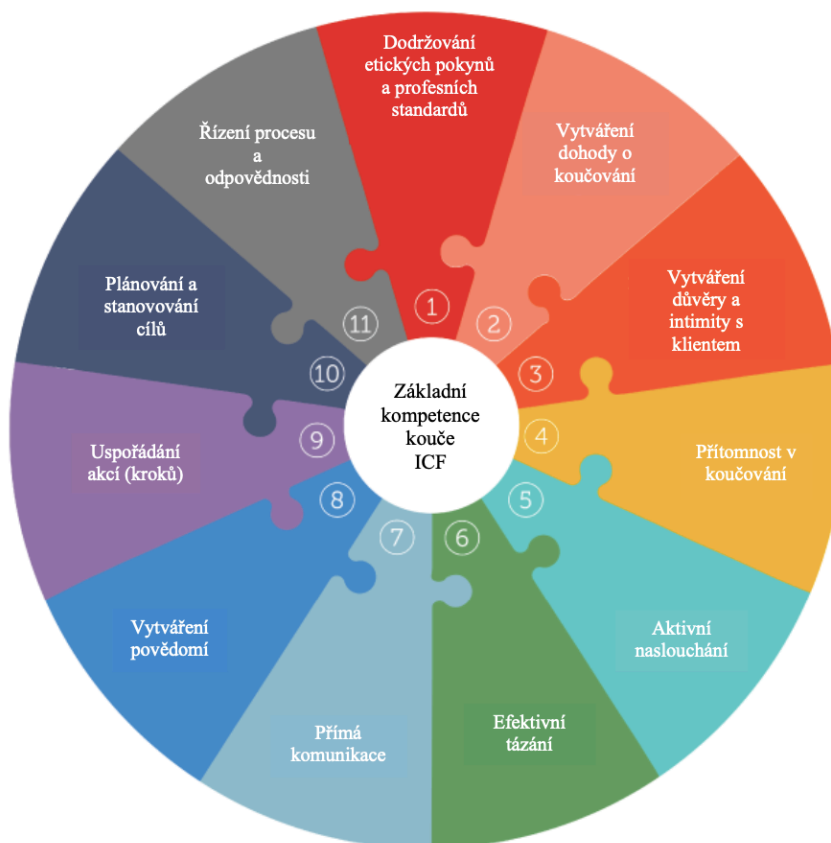 Dodržování
etických pokynů
a profesních
standardů
1
Vytváření
dohody o
koučování
2
Vytváření
důvěry a
intimity s
klientem
3
Přítomnost v
koučování
4
Aktivní
naslouchání
5
Efektivní
tázání
6
Přímá
komunikace
7
Vytváření
povědomí
8
Uspořádání
akcí (kroků)
9
Plánování a
stanovování
cílů
10
Řízení procesu
a
odpovědnosti
11
Základní
kompetence
kouče
ICF